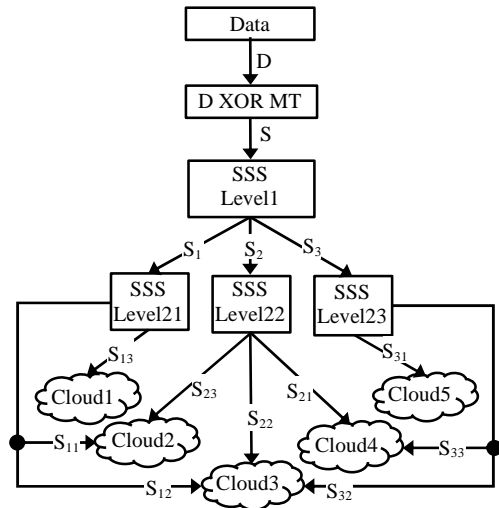 Data
D
D XOR MT
S
SSS
Level1
S₁ S₂ S₃
SSS
Level21
SSS
Level22
SSS
Level23
S₁₃ S₃₁
S₂₃ S₂₁
Cloud1 Cloud5
S₂₂
S₁₁ Cloud2 Cloud4 S₃₃
S₁₂ Cloud3 S₃₂